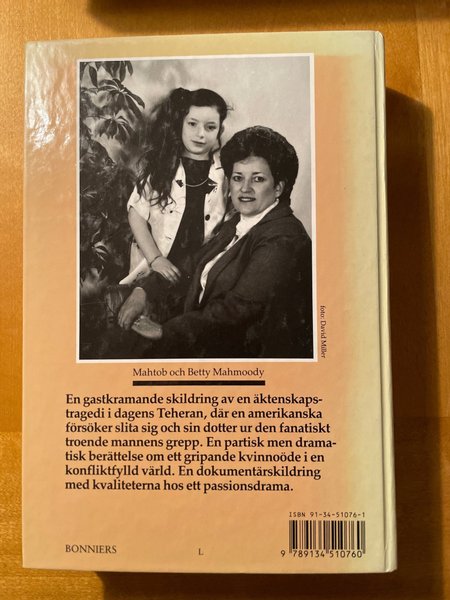 foto: David Miller
Mahtob och Betty Mahmoody
En gastkramande skildring av en äktenskaps-
tragedi i dagens Teheran, där en amerikanska
försöker slita sig och sin dotter ur den fanatiskt
troende mannens grepp. En partisk men drama-
tisk berättelse om ett gripande kvinnoöde i en
konfliktfylld värld. En dokumentärskildring
med kvaliteterna hos ett passionsdrama.
ISBN 91-34-51076-1
9 789134 510760
BONNIERS L